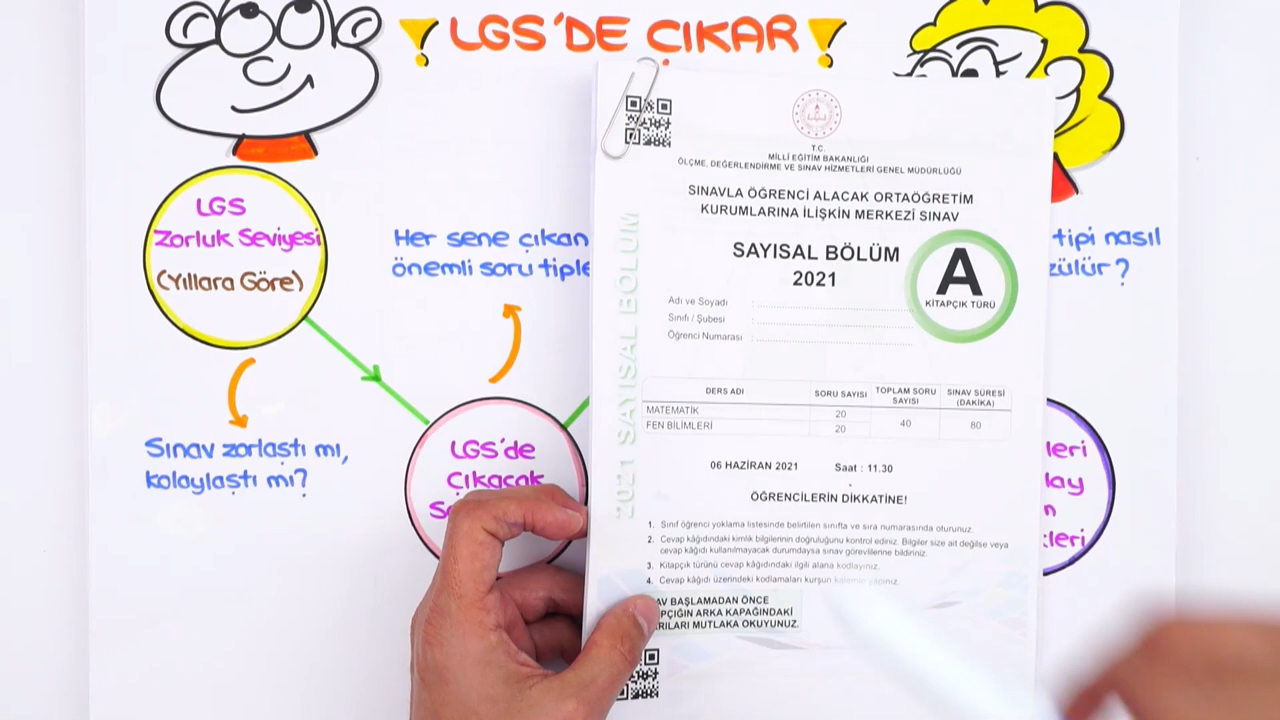 LGS'DE ÇIKAR
LGS
Zorluk Seviyesi
(Yıllara Göre)
Her sene çıkan
önemli soru tiple
Sınav zorlaştı mı,
kolaylaştı mı?
LGS'de
Çıkacak
tipi nasıl
zülür?
leri
lay
n
leri
T.C.
MİLLİ EĞİTİM BAKANLIĞI
ÖLÇME, DEĞERLENDİRME VE SINAV HİZMETLERİ GENEL MÜDÜRLÜĞÜ
SINAVLA ÖĞRENCİ ALACAK ORTAÖĞRETİM
KURUMLARINA İLİŞKİN MERKEZÎ SINAV
SAYISAL BÖLÜM
2021
A
KİTAPÇIK TÜRÜ
Adı ve Soyadı :
Sınıfı / Şubesi :
Öğrenci Numarası :
2021 SAYISAL BÖLÜM
DERS ADI SORU SAYISI TOPLAM SORU SAYISI SINAV SÜRESİ (DAKİKA)
MATEMATİK 20 40 80
FEN BİLİMLERİ 20
06 HAZİRAN 2021 Saat : 11.30
ÖĞRENCİLERİN DİKKATİNE!
1. Sınıf öğrenci yoklama listesinde belirtilen sınıfta ve sıra numarasında oturunuz.
2. Cevap kâğıdındaki kimlik bilgilerinin doğruluğunu kontrol ediniz. Bilgiler size ait değilse veya
cevap kâğıdı kullanılmayacak durumdaysa sınav görevlilerine bildiriniz.
3. Kitapçık türünü cevap kâğıdındaki ilgili alana kodlayınız.
4. Cevap kâğıdı üzerindeki kodlamaları kurşun kalemle yapınız.
AV BAŞLAMADAN ÖNCE
PÇIĞIN ARKA KAPAĞINDAKİ
ARILARI MUTLAKA OKUYUNUZ.